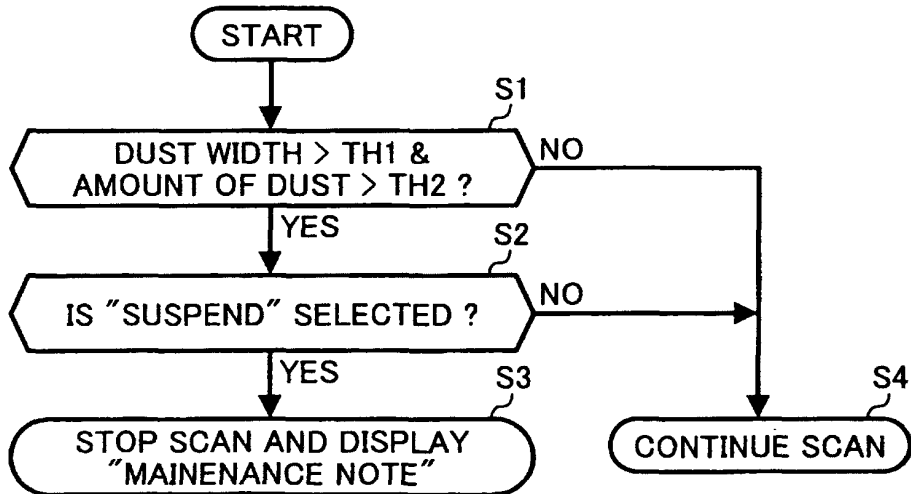 START
S1
DUST WIDTH > TH1 &
AMOUNT OF DUST > TH2 ?
NO
YES
S2
IS "SUSPEND" SELECTED ?
NO
YES
S3
STOP SCAN AND DISPLAY
"MAINENANCE NOTE"
S4
CONTINUE SCAN